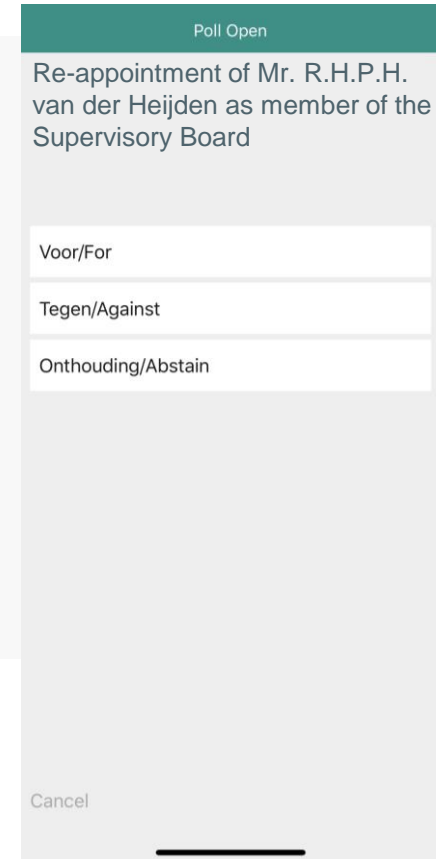 Poll Open
Re-appointment of Mr. R.H.P.H.
van der Heijden as member of the
Supervisory Board
Voor/For
Tegen/Against
Onthouding/Abstain
Cancel